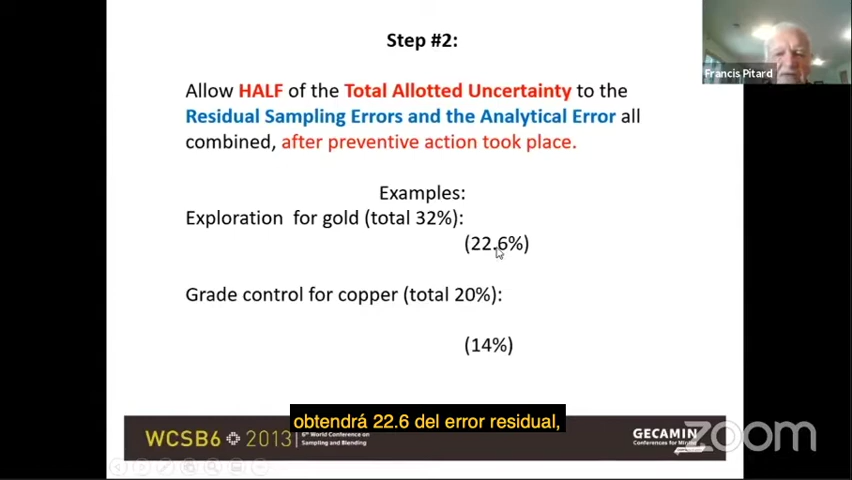 Step #2:
Francis Pitard
Allow HALF of the Total Allotted Uncertainty to the
Residual Sampling Errors and the Analytical Error all
combined, after preventive action took place.
Examples:
Exploration for gold (total 32%):
(22.6%)
Grade control for copper (total 20%):
(14%)
obtendrá 22.6 del error residual,
WCSB6 2013
6th World Conference on
Sampling and Blending
GECAMIN
Conferences for Mining
zoom